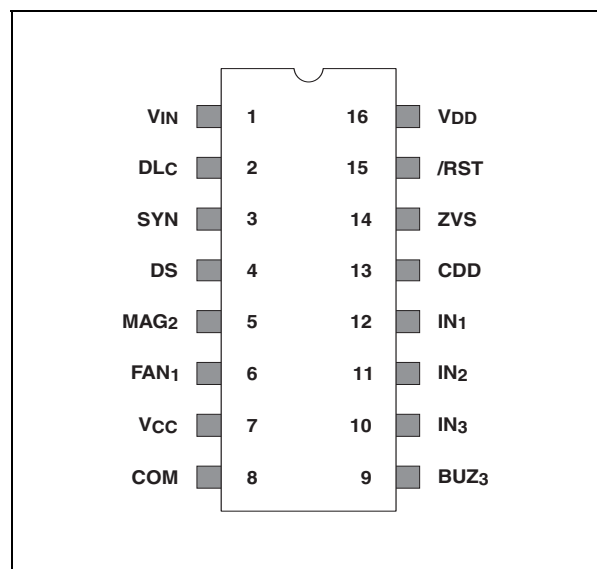 VIN 1 16 VDD
DLC 2 15 /RST
SYN 3 14 ZVS
DS 4 13 CDD
MAG2 5 12 IN1
FAN1 6 11 IN2
VCC 7 10 IN3
COM 8 9 BUZ3